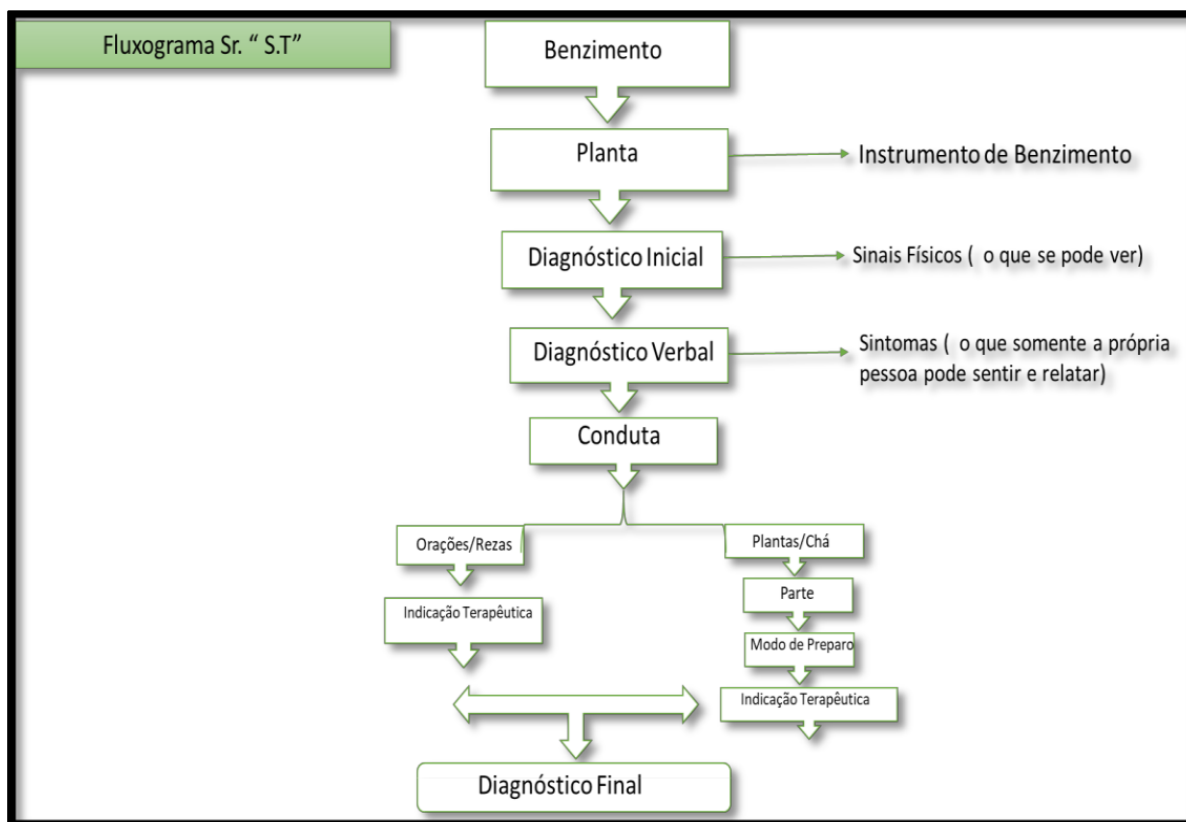 Fluxograma Sr. “ S.T”
Benzimento
Planta
Instrumento de Benzimento
Diagnóstico Inicial
Sinais Físicos ( o que se pode ver)
Diagnóstico Verbal
Sintomas ( o que somente a própria
pessoa pode sentir e relatar)
Conduta
Orações/Rezas
Plantas/Chá
Parte
Indicação Terapêutica
Modo de Preparo
Indicação Terapêutica
Diagnóstico Final